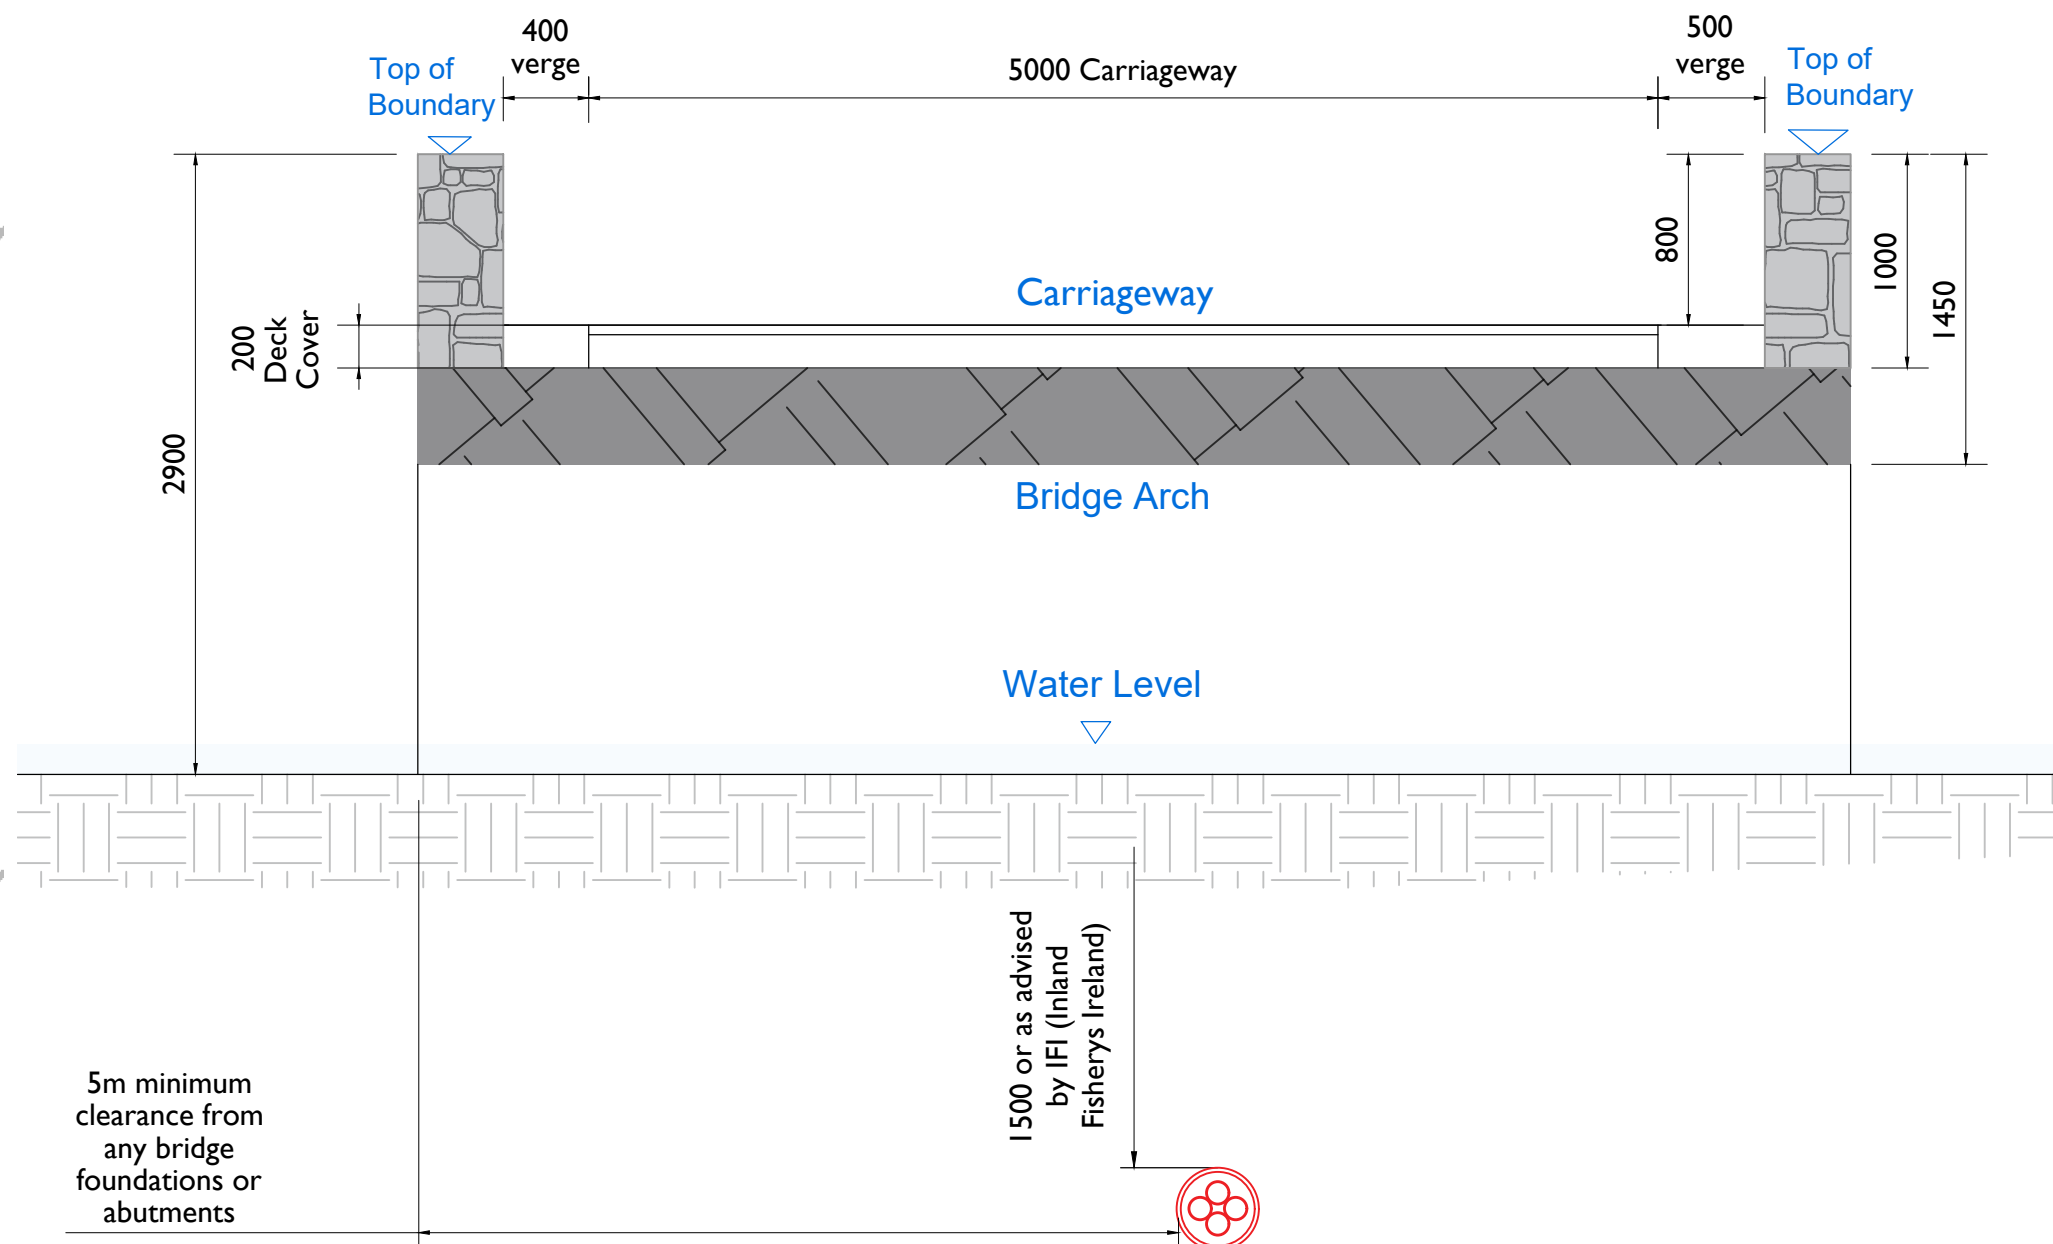 400
verge
5000 Carriageway
500
verge
Top of
Boundary
Top of
Boundary
800
1000
1450
Carriageway
200
Deck
Cover
2900
Bridge Arch
Water Level
1500 or as advised
by IFI (Inland
Fisherys Ireland)
5m minimum
clearance from
any bridge
foundations or
abutments